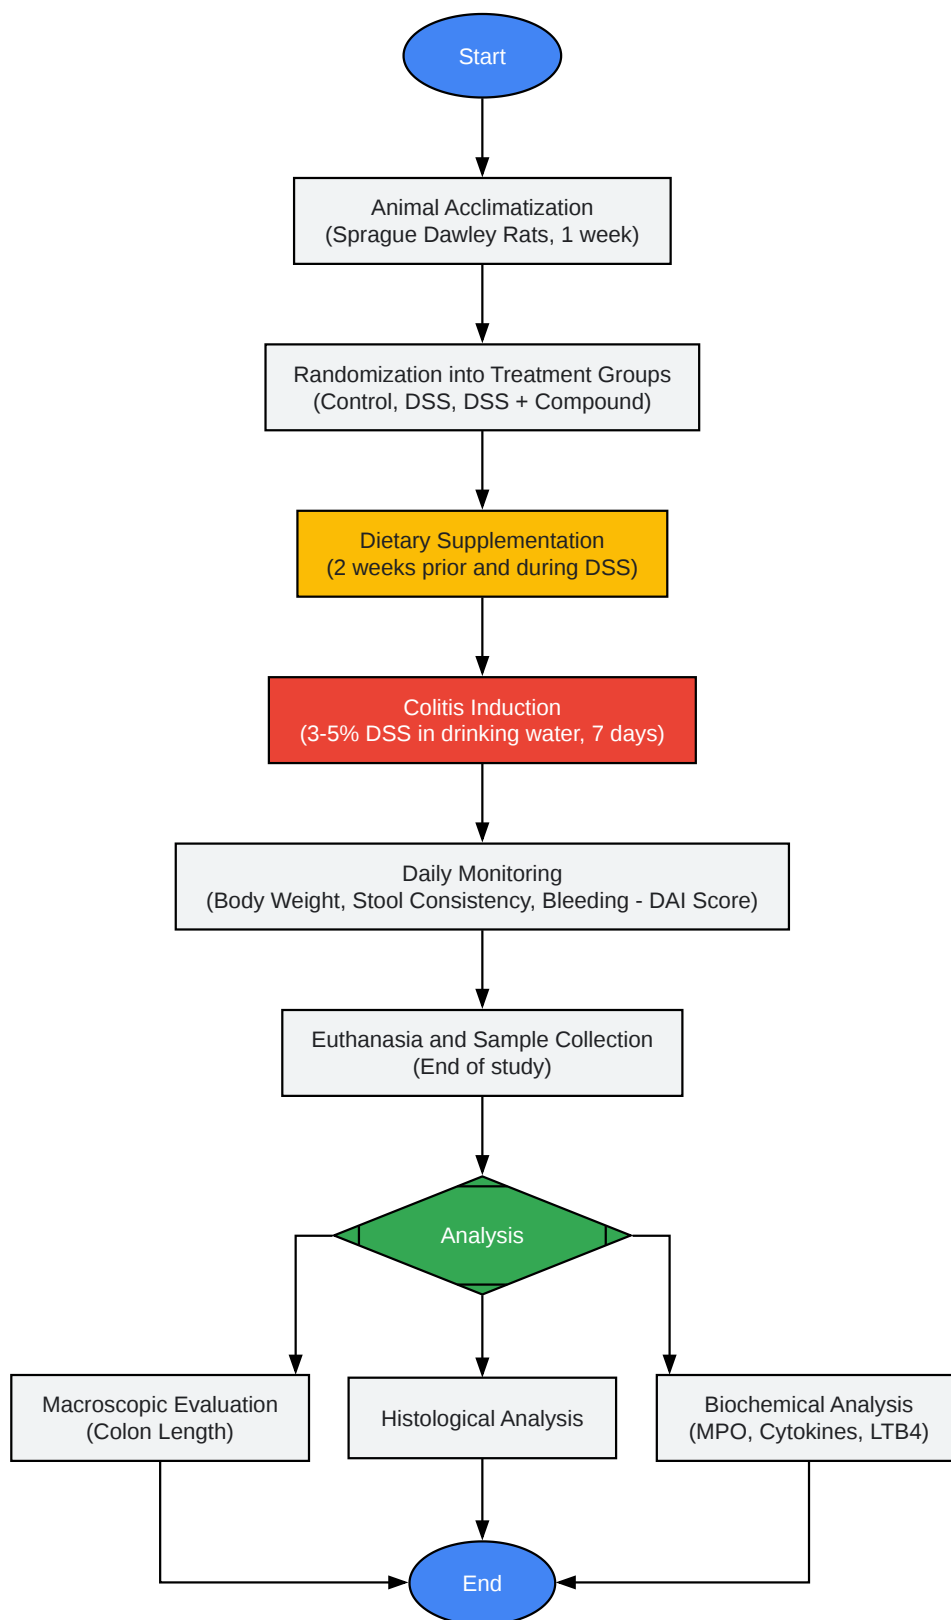 Start
Animal Acclimatization
(Sprague Dawley Rats, 1 week)
Randomization into Treatment Groups
(Control, DSS, DSS + Compound)
Dietary Supplementation
(2 weeks prior and during DSS)
Colitis Induction
(3-5% DSS in drinking water, 7 days)
Daily Monitoring
(Body Weight, Stool Consistency, Bleeding - DAI Score)
Euthanasia and Sample Collection
(End of study)
Analysis
Macroscopic Evaluation
(Colon Length)
Histological Analysis
Biochemical Analysis
(MPO, Cytokines, LTB4)
End